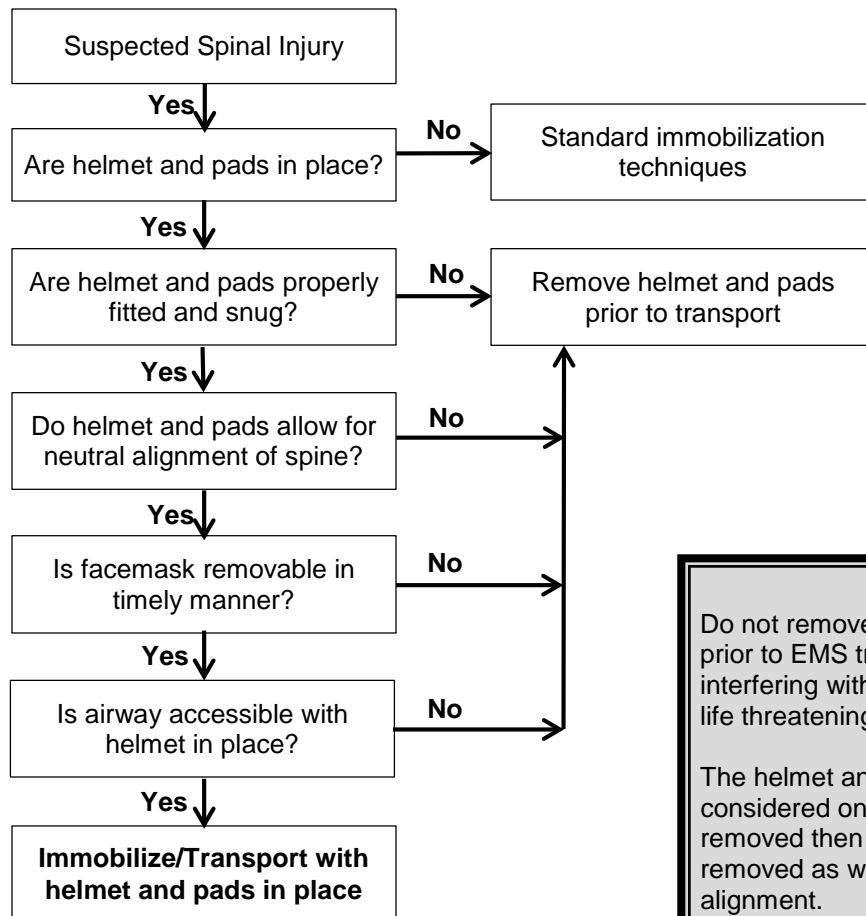 Suspected Spinal Injury
Yes
Are helmet and pads in place?
No
Standard immobilization
techniques
Yes
Are helmet and pads properly
fitted and snug?
No
Remove helmet and pads
prior to transport
Yes
Do helmet and pads allow for
neutral alignment of spine?
No
Yes
Is facemask removable in
timely manner?
No
Yes
Is airway accessible with
helmet in place?
No
Yes
Immobilize/Transport with
helmet and pads in place
Do not remove
prior to EMS
interfering
life threatening
The helmet
considered
removed then
removed as
alignment.